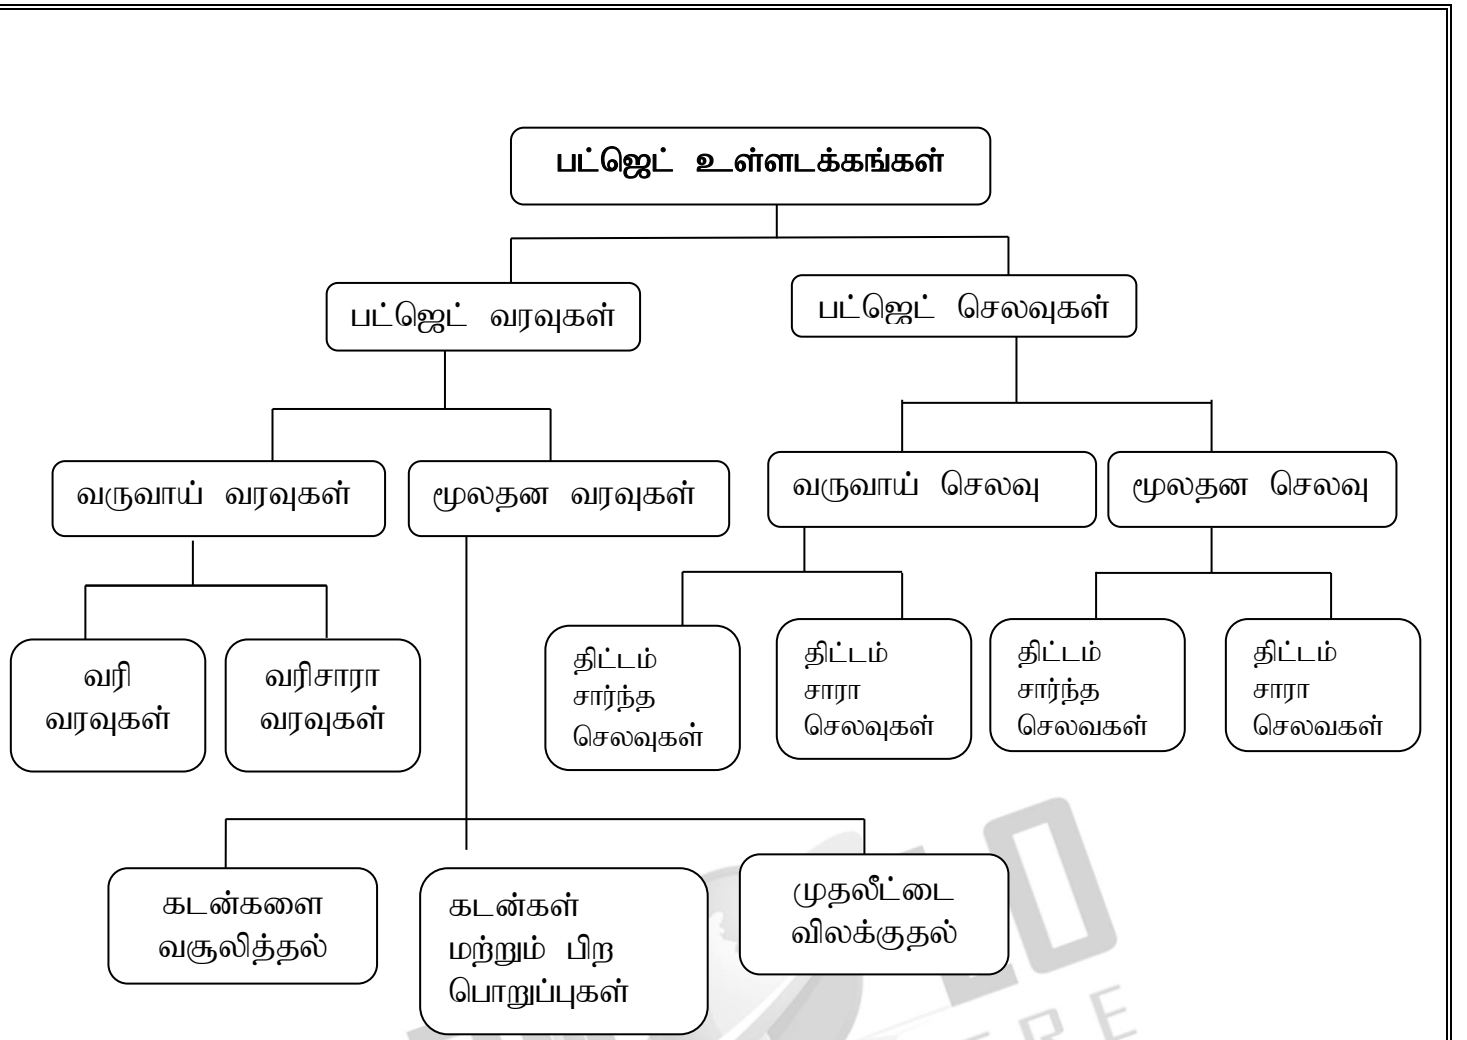 பட்ஜெட் உள்ளடக்கங்கள்
பட்ஜெட் வரவுகள்
பட்ஜெட் செலவுகள்
வருவாய் வரவுகள்
மூலதன வரவுகள்
வருவாய் செலவு
மூலதன செலவு
வரி
வரவுகள்
வரிசாரா
வரவுகள்
திட்டம்
சார்ந்த
செலவுகள்
திட்டம்
சாரா
செலவுகள்
திட்டம்
சார்ந்த
செலவகள்
திட்டம்
சாரா
செலவகள்
கடன்களை
வசூலித்தல்
கடன்கள்
மற்றும் பிற
பொறுப்புகள்
முதலீட்டை
விலக்குதல்